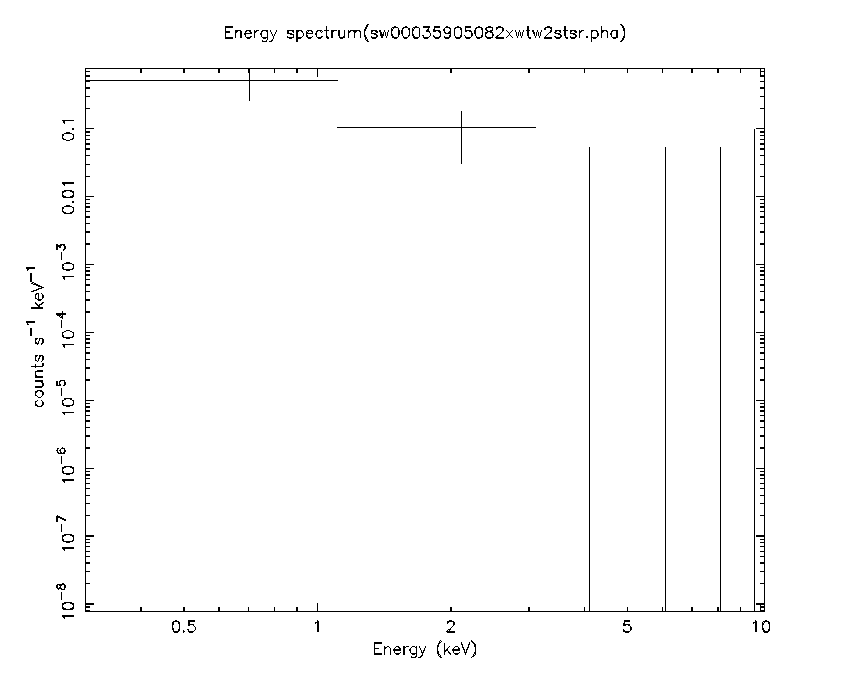 Energy spectrum(sw00035905082xwtw2stsr.pha)
counts s⁻¹ keV⁻¹
0.1
0.01
10⁻³
10⁻⁴
10⁻⁵
10⁻⁶
10⁻⁷
10⁻⁸
0.5 1 2 5 10
Energy (keV)